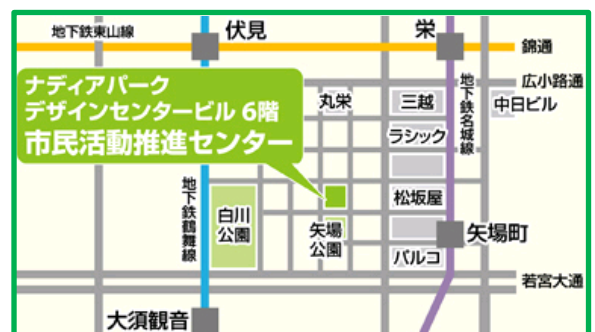 地下鉄東山線
伏見
栄
錦通
ナディアパーク
デザインセンタービル 6階
市民活動推進センター
丸栄
三越
地下鉄名城線
広小路通
中日ビル
ラシック
地下鉄鶴舞線
白川
公園
矢場
公園
松坂屋
矢場町
パルコ
若宮大通
大須観音